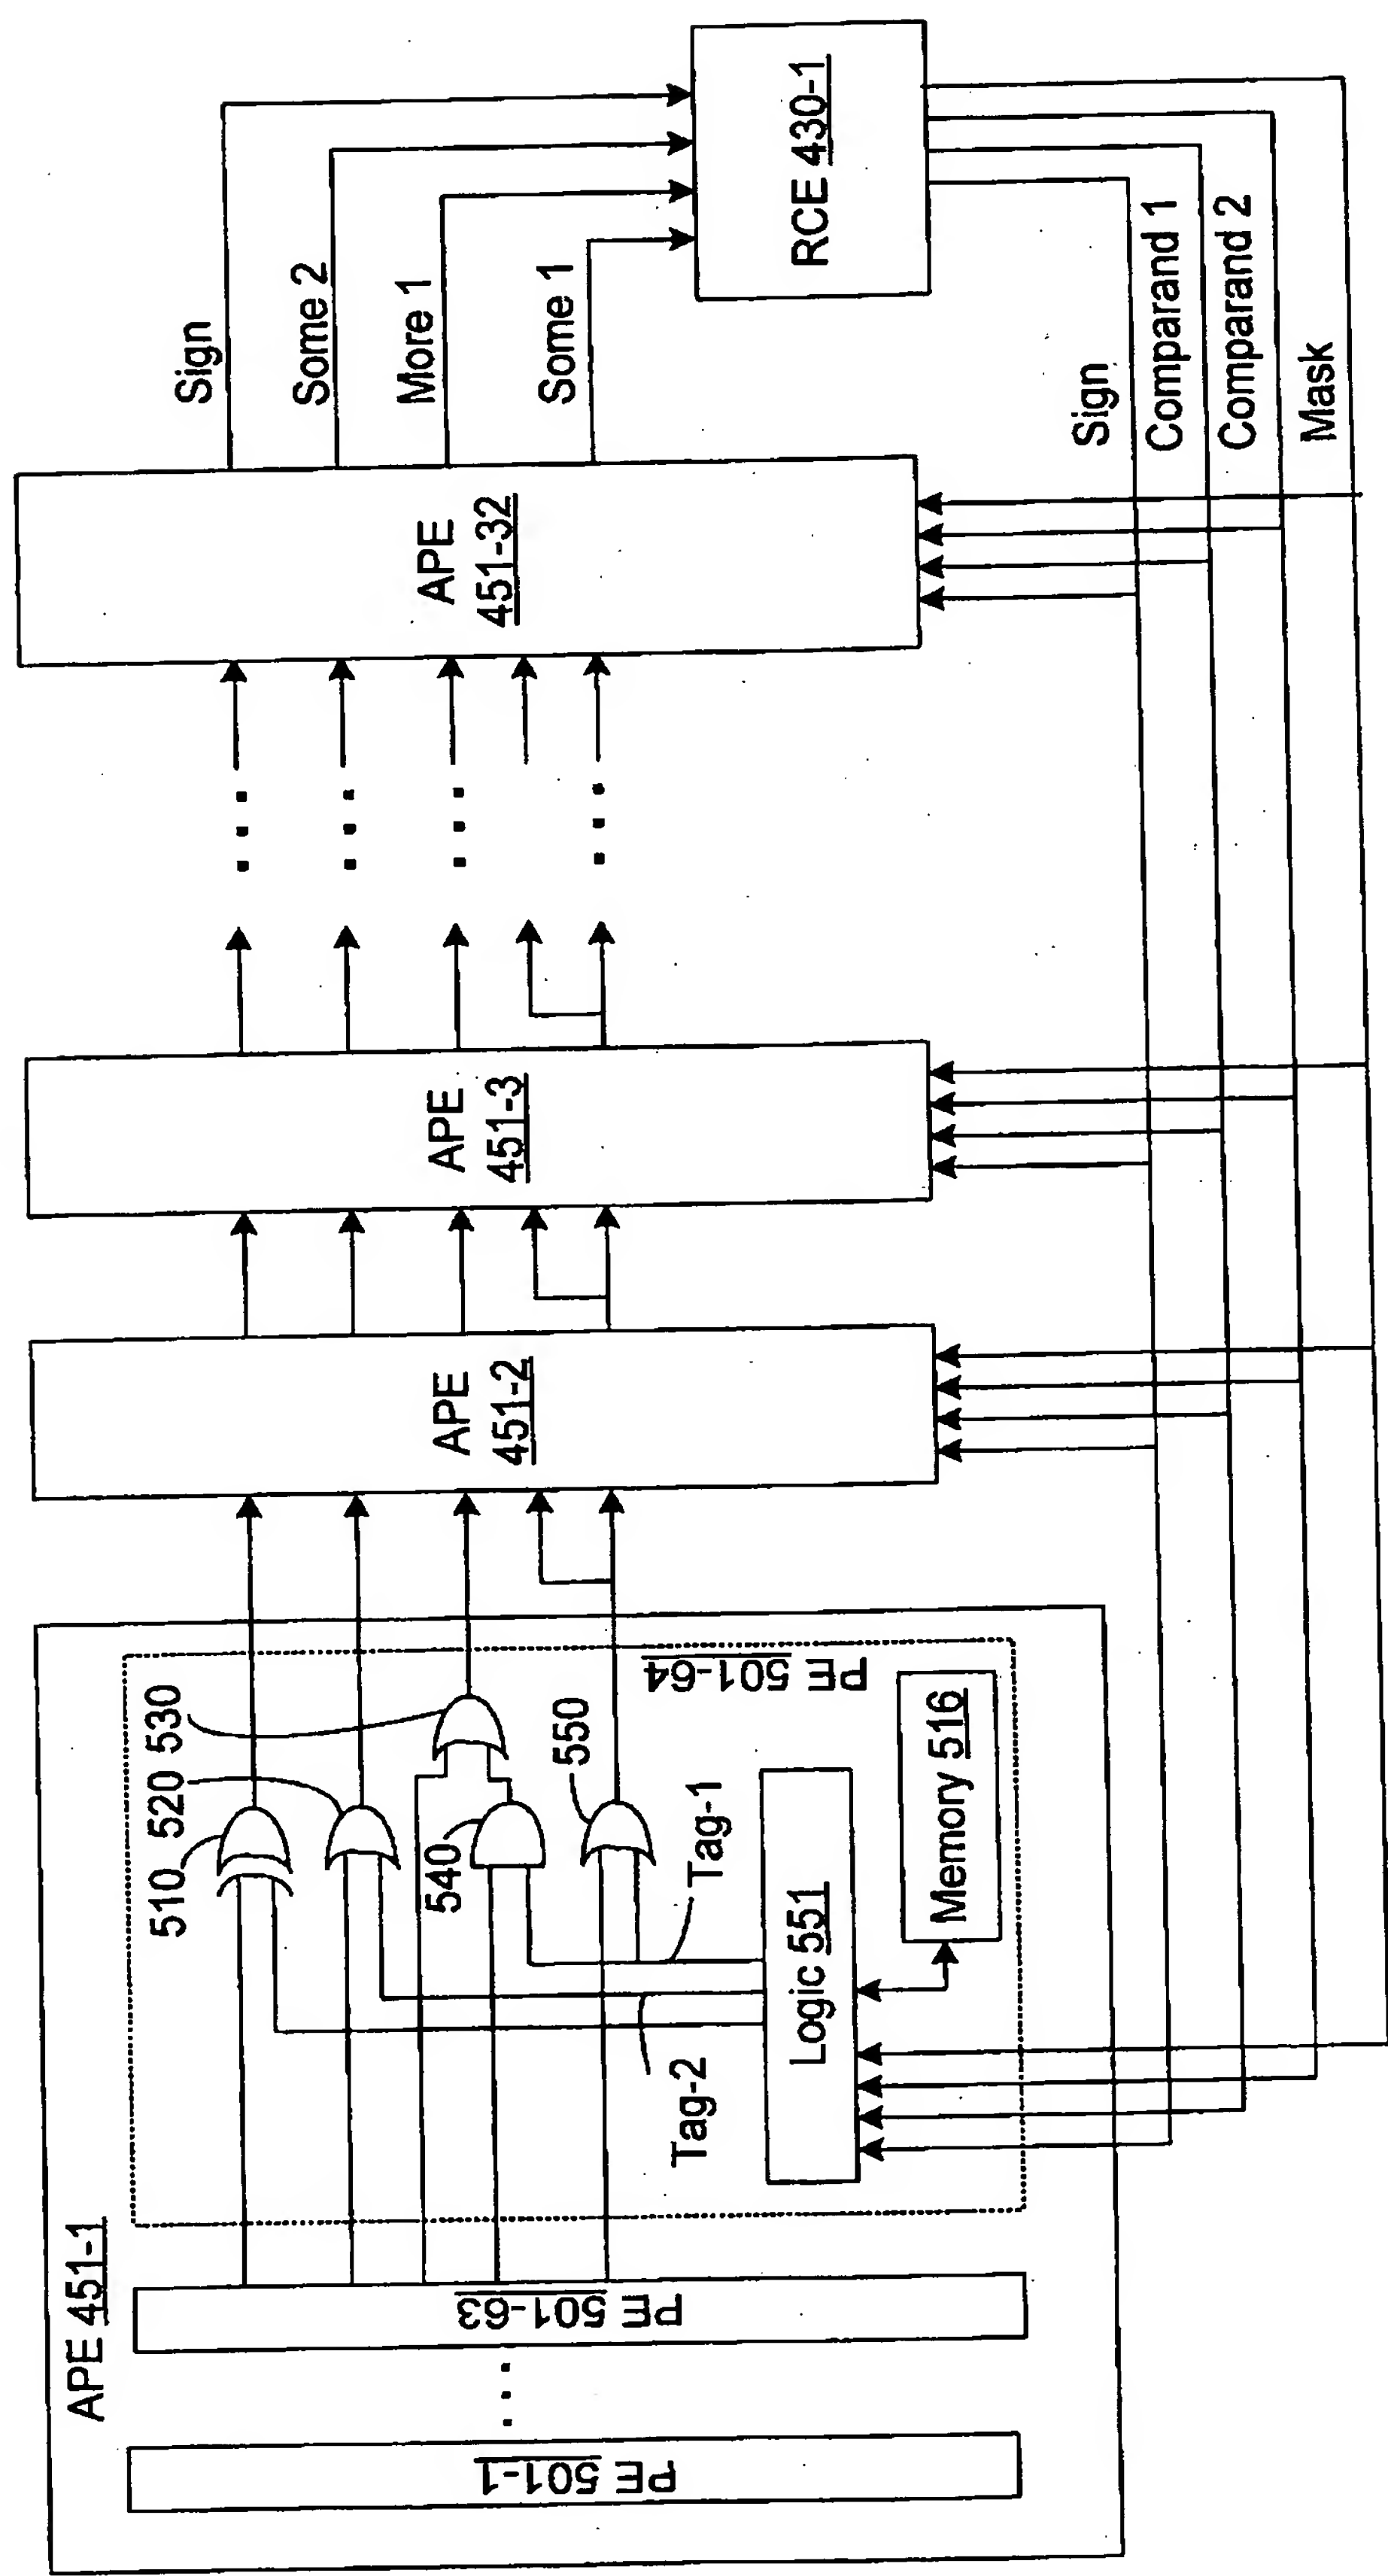 APE 451-1
PE 501-1
PE 501-63
PE 501-64
510
520
530
540
550
Tag-1
Tag-2
Logic 551
Memory 516
APE
451-2
APE
451-3
APE
451-32
Sign
Some 2
More 1
Some 1
RCE 430-1
Sign
Comparand 1
Comparand 2
Mask